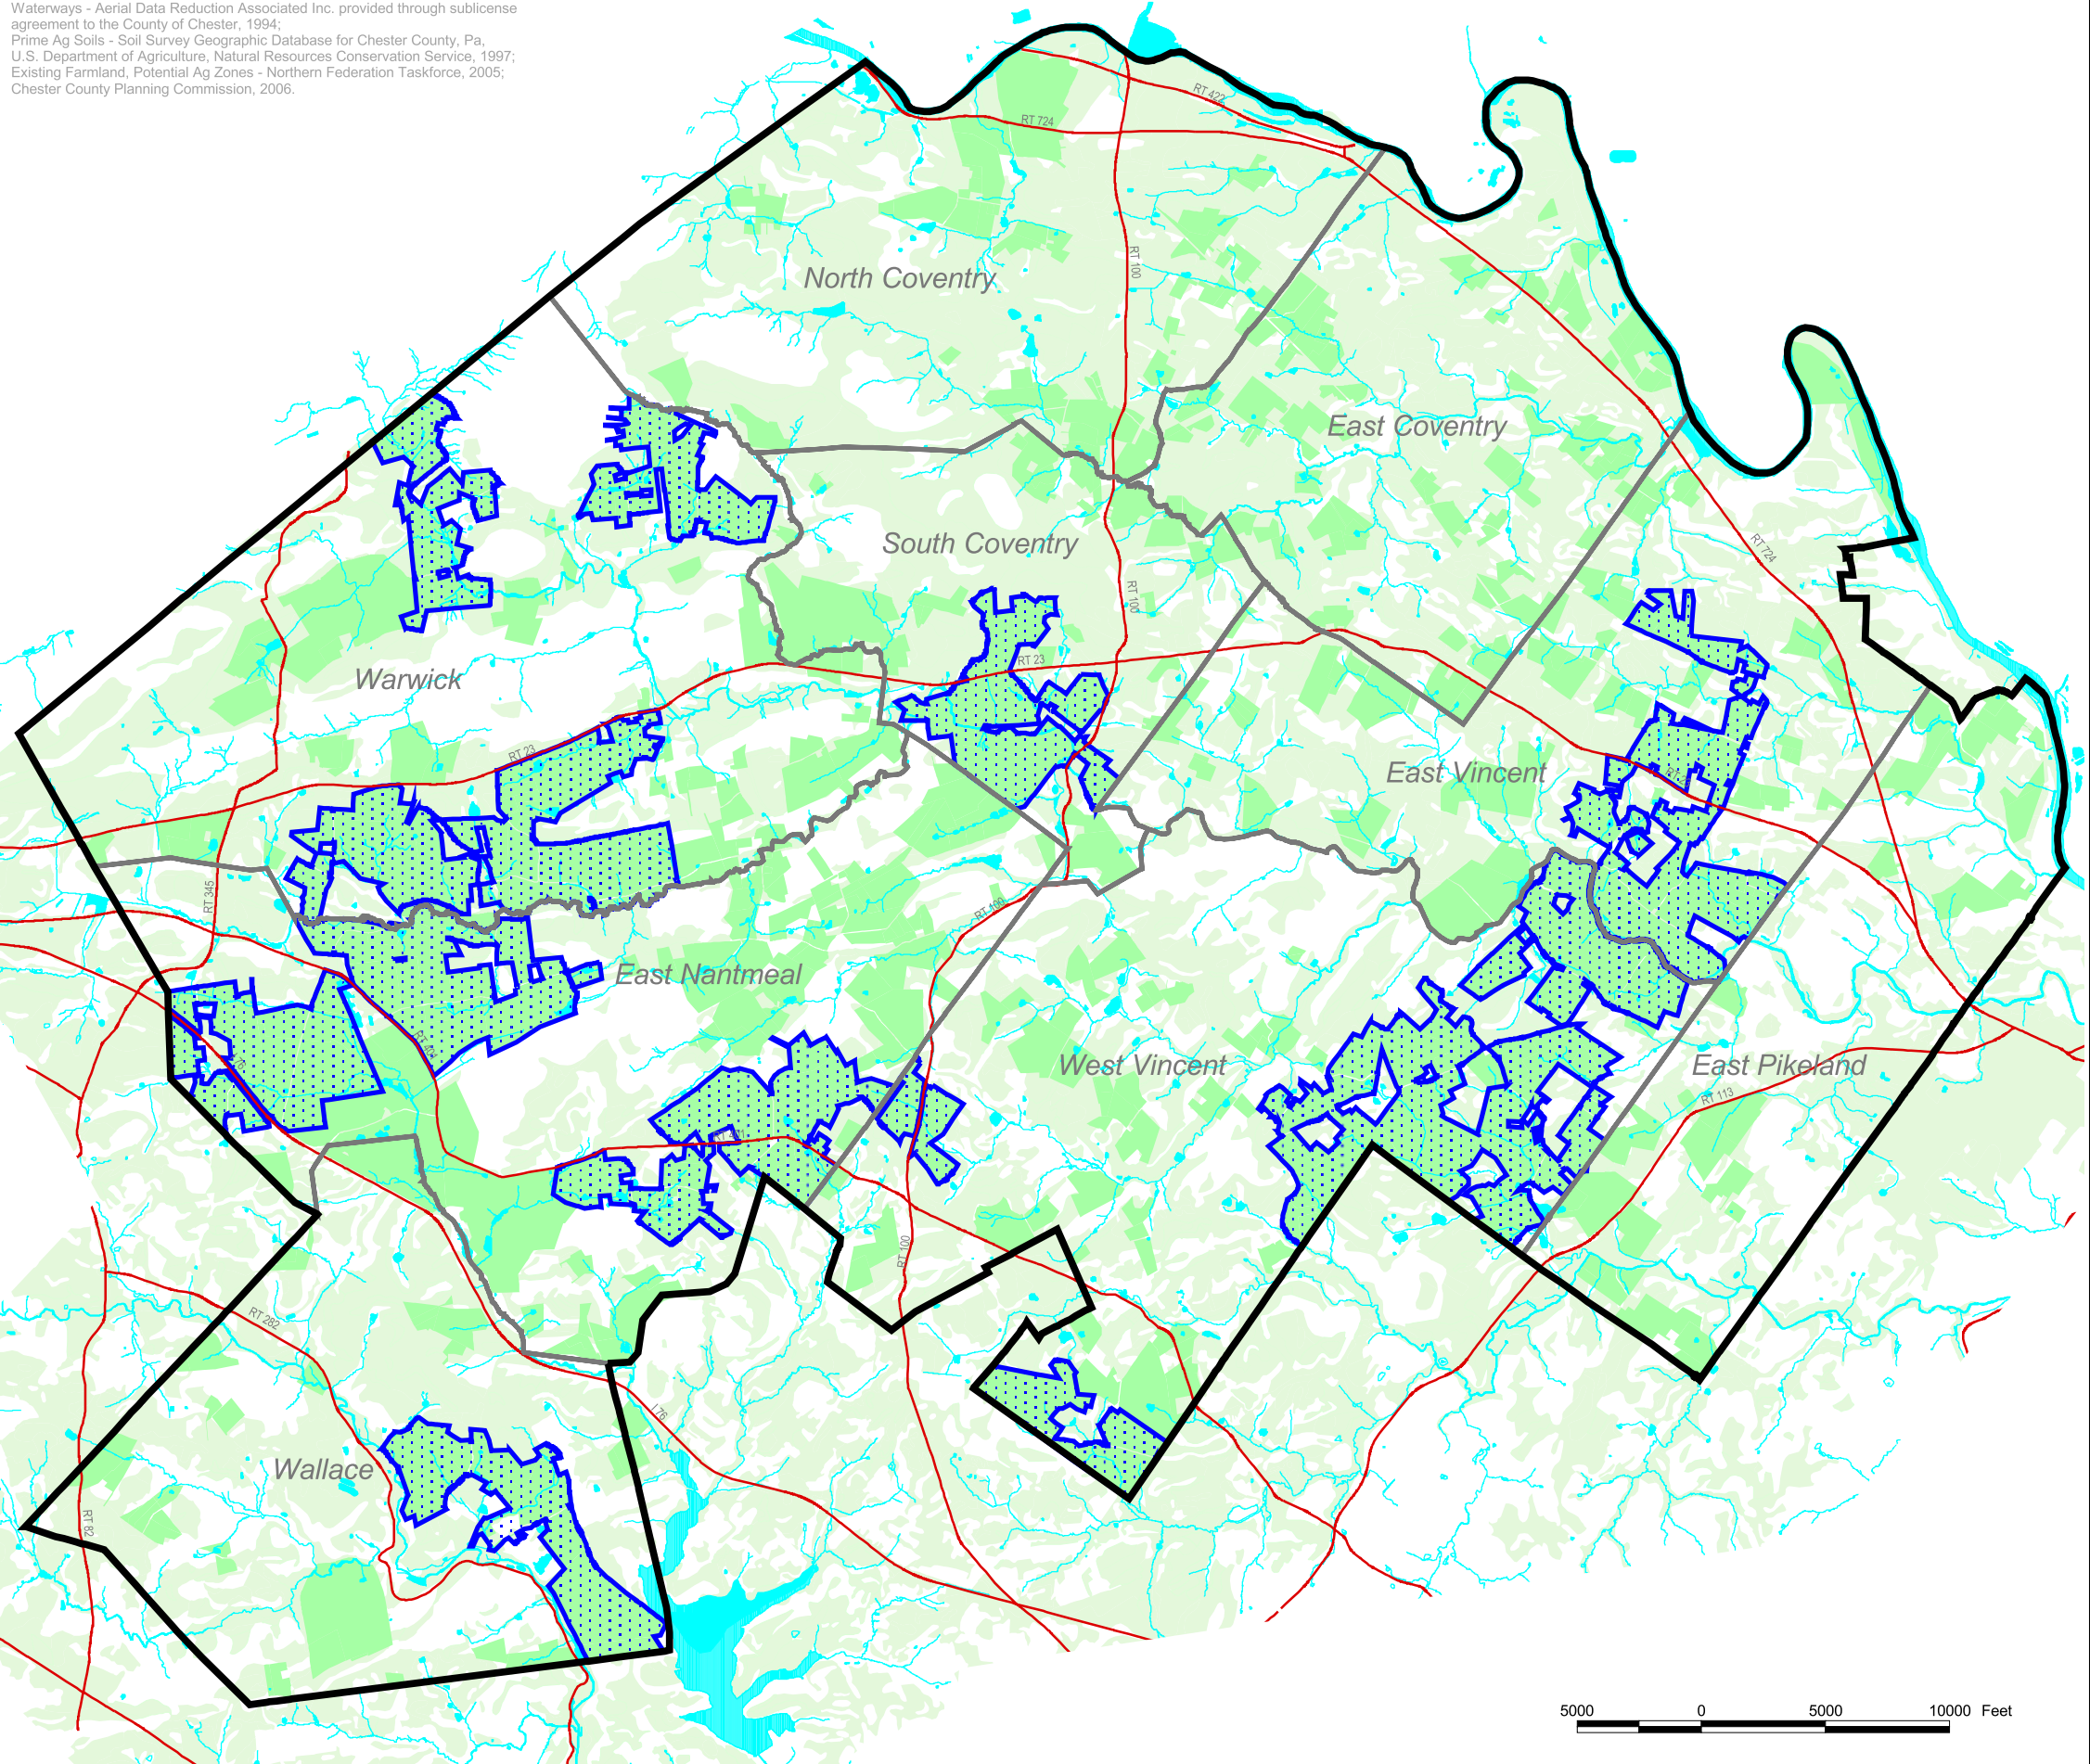 Waterways - Aerial Data Reduction Associated Inc. provided through sublicense
agreement to the County of Chester, 1994;
Prime Ag Soils - Soil Survey Geographic Database for Chester County, Pa,
U.S. Department of Agriculture, Natural Resources Conservation Service, 1997;
Existing Farmland, Potential Ag Zones - Northern Federation Taskforce, 2005;
Chester County Planning Commission, 2006.
RT 422
RT 724
RT 100
North Coventry
East Coventry
South Coventry
RT 724
RT 100
RT 23
Warwick
RT 23
East Vincent
RT 345
RT 100
East Nantmeal
West Vincent
East Pikeland
RT 113
RT 100
RT 282
I 76
Wallace
RT 82
5000 0 5000 10000 Feet